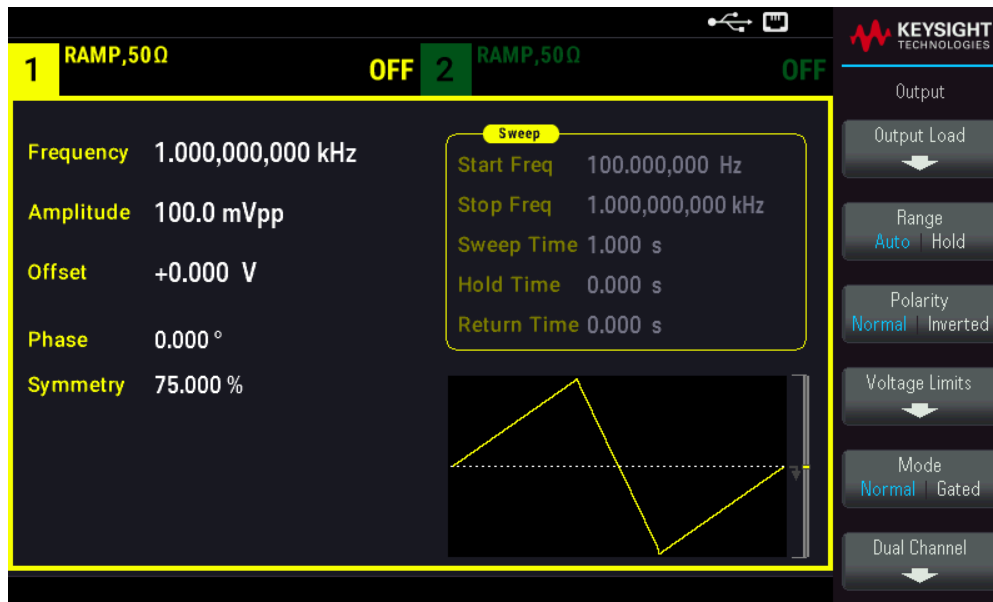 KEYSIGHT
TECHNOLOGIES
1 RAMP,50Ω OFF 2 RAMP,50Ω OFF
Frequency 1.000,000,000 kHz
Amplitude 100.0 mVpp
Offset +0.000 V
Phase 0.000 °
Symmetry 75.000 %
Sweep
Start Freq 100.000,000 Hz
Stop Freq 1.000,000,000 kHz
Sweep Time 1.000 s
Hold Time 0.000 s
Return Time 0.000 s
Output
Output Load
Range
Auto | Hold
Polarity
Normal | Inverted
Voltage Limits
Mode
Normal | Gated
Dual Channel